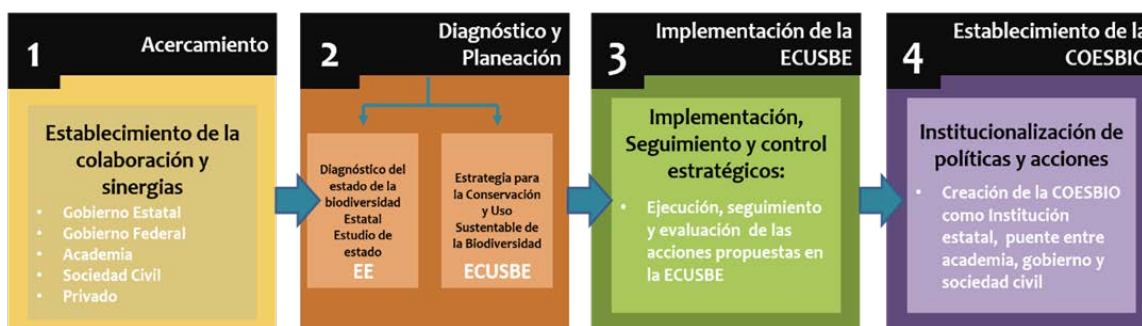 1
Acercamiento
Establecimiento de la
colaboración y
sinergias
• Gobierno Estatal
• Gobierno Federal
• Academia
• Sociedad Civil
• Privado
2
Diagnóstico y
Planeación
Diagnóstico del
estado de la
biodiversidad
Estatal
Estudio de
estado
EE
Estrategia para
la Conservación
y Uso
Sustentable de
la Biodiversidad
ECUSBE
3
Implementación de la
ECUSBE
Implementación,
Seguimiento y control
estratégicos:
• Ejecución, seguimiento
y evaluación de las
acciones propuestas en
la ECUSBE
4
Establecimiento de la
COESBIO
Institucionalización de
políticas y acciones
• Creación de la COESBIO
como Institución
estatal, puente entre
academia, gobierno y
sociedad civil